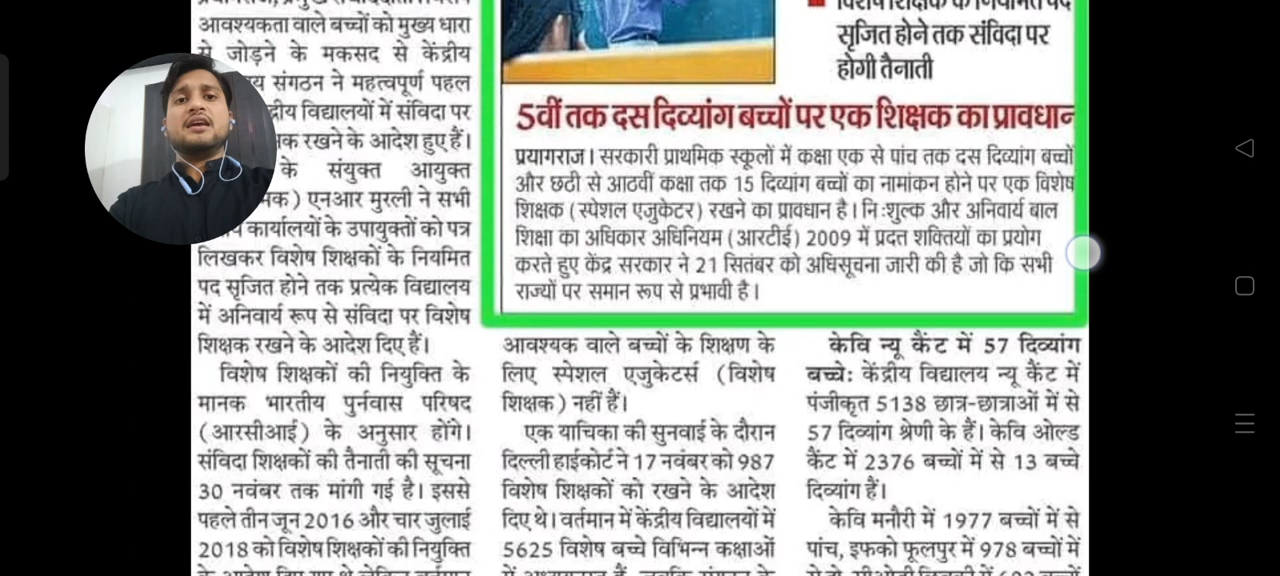 आवश्यकता वाले बच्चों को मुख्य धारा
से जोड़ने के मकसद से केंद्रीय
संगठन ने महत्वपूर्ण पहल
विद्यालयों में संविदा पर
रखने के आदेश हुए हैं।
के संयुक्त आयुक्त
एनआर मुरली ने सभी
कार्यालयों के उपायुक्तों को पत्र
लिखकर विशेष शिक्षकों के नियमित
पद सृजित होने तक प्रत्येक विद्यालय
में अनिवार्य रूप से संविदा पर विशेष
शिक्षक रखने के आदेश दिए हैं।
विशेष शिक्षकों की नियुक्ति के
मानक भारतीय पुर्नवास परिषद
(आरसीआई) के अनुसार होंगे।
संविदा शिक्षकों की तैनाती की सूचना
30 नवंबर तक मांगी गई है। इससे
पहले तीन जून 2016 और चार जुलाई
2018 को विशेष शिक्षकों की नियुक्ति
विशेष शिक्षक के नियमित पद
सृजित होने तक संविदा पर
होगी तैनाती
5वीं तक दस दिव्यांग बच्चों पर एक शिक्षक का प्रावधान
प्रयागराज। सरकारी प्राथमिक स्कूलों में कक्षा एक से पांच तक दस दिव्यांग बच्चों
और छठी से आठवीं कक्षा तक 15 दिव्यांग बच्चों का नामांकन होने पर एक विशेष
शिक्षक (स्पेशल एजुकेटर) रखने का प्रावधान है। नि:शुल्क और अनिवार्य बाल
शिक्षा का अधिकार अधिनियम (आरटीई) 2009 में प्रदत शक्तियों का प्रयोग
करते हुए केंद्र सरकार ने 21 सितंबर को अधिसूचना जारी की है जो कि सभी
राज्यों पर समान रूप से प्रभावी है।
आवश्यक वाले बच्चों के शिक्षण के
लिए स्पेशल एजुकेटर्स (विशेष
शिक्षक) नहीं हैं।
एक याचिका की सुनवाई के दौरान
दिल्ली हाईकोर्ट ने 17 नवंबर को 987
विशेष शिक्षकों को रखने के आदेश
दिए थे। वर्तमान में केंद्रीय विद्यालयों में
5625 विशेष बच्चे विभिन्न कक्षाओं
केवि न्यू कैंट में 57 दिव्यांग
बच्चे: केंद्रीय विद्यालय न्यू कैंट में
पंजीकृत 5138 छात्र-छात्राओं में से
57 दिव्यांग श्रेणी के हैं। केवि ओल्ड
कैंट में 2376 बच्चों में से 13 बच्चे
दिव्यांग हैं।
केवि मनौरी में 1977 बच्चों में से
पांच, इफको फूलपुर में 978 बच्चों में